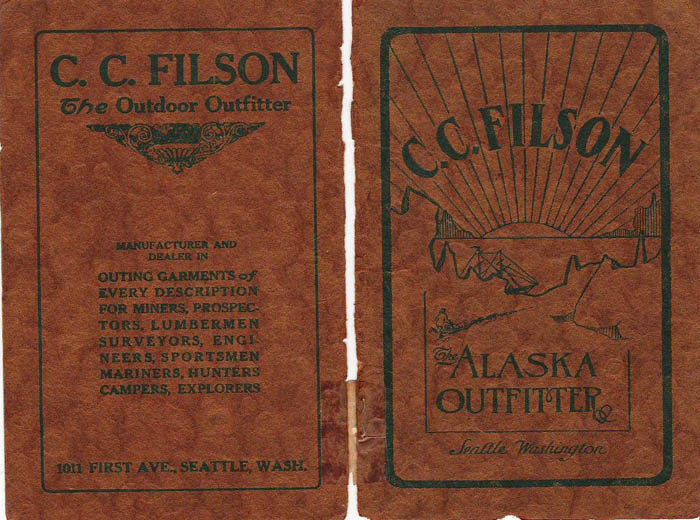 C. C. FILSON
The Outdoor Outfitter
MANUFACTURER AND
DEALER IN
OUTING GARMENTS of
EVERY DESCRIPTION
FOR MINERS, PROSPEC-
TORS, LUMBERMEN
SURVEYORS, ENGI-
NEERS, SPORTSMEN
MARINERS, HUNTERS
CAMPERS, EXPLORERS
1011 FIRST AVE., SEATTLE, WASH.
C.C. FILSON
The ALASKA
OUTFITTER
Seattle Washington